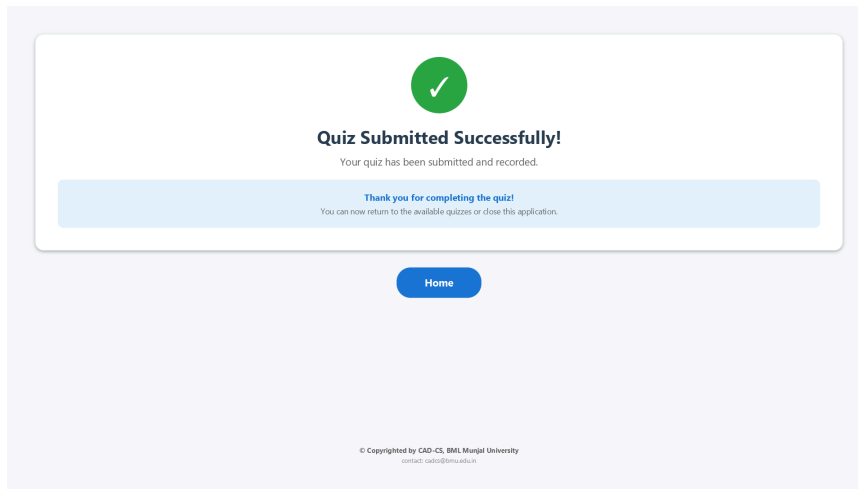 ✓
Quiz Submitted Successfully!
Your quiz has been submitted and recorded.
Thank you for completing the quiz!
You can now return to the available quizzes or close this application.
Home
© Copyrighted by CAD-CS, BML Munjal University
contact: cadcs@bmu.edu.in